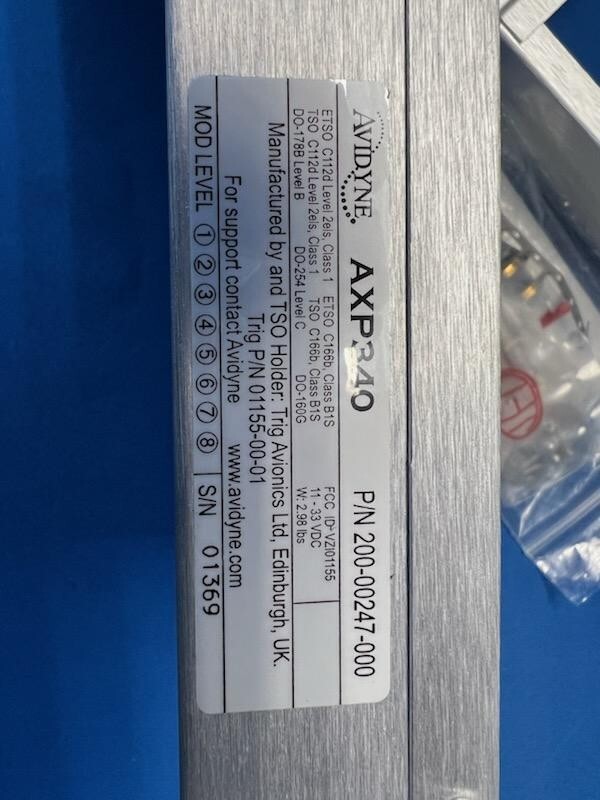 AVIDYNE AXP340 P/N 200-00247-000
ETSO C112d Level 2els, Class 1 ETSO C166b, Class B1S FCC ID: VZI01155
TSO C112d Level 2els, Class 1 TSO C166b, Class B1S 11 - 33 VDC
DO-178B Level B DO-254 Level C DO-160G W: 2.98 lbs
Manufactured by and TSO Holder: Trig Avionics Ltd, Edinburgh, UK.
Trig P/N 01155-00-01
For support contact Avidyne www.avidyne.com
MOD LEVEL ① ② ③ ④ ⑤ ⑥ ⑦ ⑧ S/N 01369